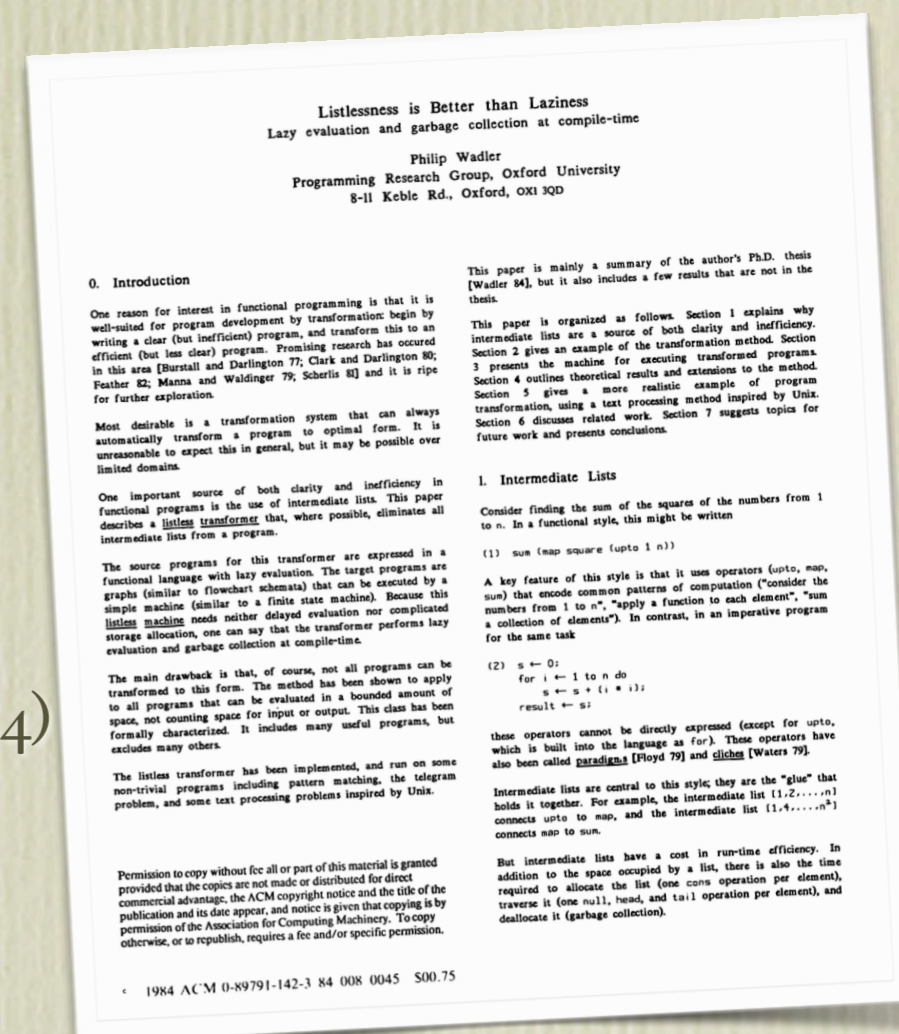 Listlessness is Better than Laziness
Lazy evaluation and garbage collection at compile-time
Philip Wadler
Programming Research Group, Oxford University
8-11 Keble Rd., Oxford, OX1 3QD
0. Introduction
One reason for interest in functional programming is that it is
well-suited for program development by transformation: begin by
writing a clear (but inefficient) program, and transform this to an
efficient (but less clear) program. Promising research has occured
in this area [Burstall and Darlington 77; Clark and Darlington 80;
Feather 82; Manna and Waldinger 79; Scherlis 81] and it is ripe
for further exploration.
Most desirable is a transformation system that can always
automatically transform a program to optimal form. It is
unreasonable to expect this in general, but it may be possible over
limited domains.
One important source of both clarity and inefficiency in
functional programs is the use of intermediate lists. This paper
describes a listless transformer that, where possible, eliminates all
intermediate lists from a program.
The source programs for this transformer are expressed in a
functional language with lazy evaluation. The target programs are
graphs (similar to flowchart schemata) that can be executed by a
simple machine (similar to a finite state machine). Because this
listless machine needs neither delayed evaluation nor complicated
storage allocation, one can say that the transformer performs lazy
evaluation and garbage collection at compile-time.
The main drawback is that, of course, not all programs can be
transformed to this form. The method has been shown to apply
to all programs that can be evaluated in a bounded amount of
space, not counting space for input or output. This class has been
formally characterized. It includes many useful programs, but
excludes many others.
The listless transformer has been implemented, and run on some
non-trivial programs including pattern matching, the telegram
problem, and some text processing problems inspired by Unix.
Permission to copy without fee all or part of this material is granted
provided that the copies are not made or distributed for direct
commercial advantage, the ACM copyright notice and the title of the
publication and its date appear, and notice is given that copying is by
permission of the Association for Computing Machinery. To copy
otherwise, or to republish, requires a fee and/or specific permission.
c 1984 ACM 0-89791-142-3 84 008 0045 $00.75
This paper is mainly a summary of the author's Ph.D. thesis
[Wadler 84], but it also includes a few results that are not in the
thesis.
This paper is organized as follows. Section 1 explains why
intermediate lists are a source of both clarity and inefficiency.
Section 2 gives an example of the transformation method. Section
3 presents the machine for executing transformed programs.
Section 4 outlines theoretical results and extensions to the method.
Section 5 gives a more realistic example of program
transformation, using a text processing method inspired by Unix.
Section 6 discusses related work. Section 7 suggests topics for
future work and presents conclusions.
1. Intermediate Lists
Consider finding the sum of the squares of the numbers from 1
to n. In a functional style, this might be written
(1) sum (map square (upto 1 n))
A key feature of this style is that it uses operators (upto, map,
sum) that encode common patterns of computation ("consider the
numbers from 1 to n", "apply a function to each element", "sum
a collection of elements"). In contrast, in an imperative program
for the same task
(2) s ← 0;
for i ← 1 to n do
s ← s + (i * i);
result ← s;
these operators cannot be directly expressed (except for upto,
which is built into the language as for). These operators have
also been called paradigms [Floyd 79] and cliches [Waters 79].
Intermediate lists are central to this style; they are the "glue" that
holds it together. For example, the intermediate list [1,2,...,n]
connects upto to map, and the intermediate list [1,4,...,n²]
connects map to sum.
But intermediate lists have a cost in run-time efficiency. In
addition to the space occupied by a list, there is also the time
required to allocate the list (one cons operation per element),
traverse it (one null, head, and tail operation per element), and
deallocate it (garbage collection).
4)